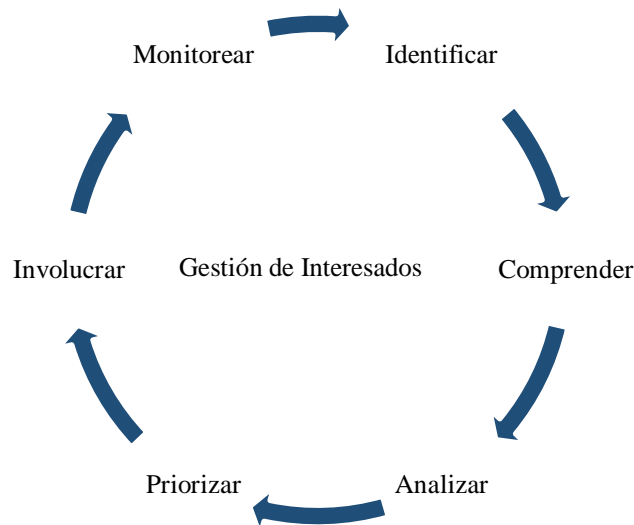 Monitorear
Identificar
Involucrar
Gestión de Interesados
Comprender
Priorizar
Analizar